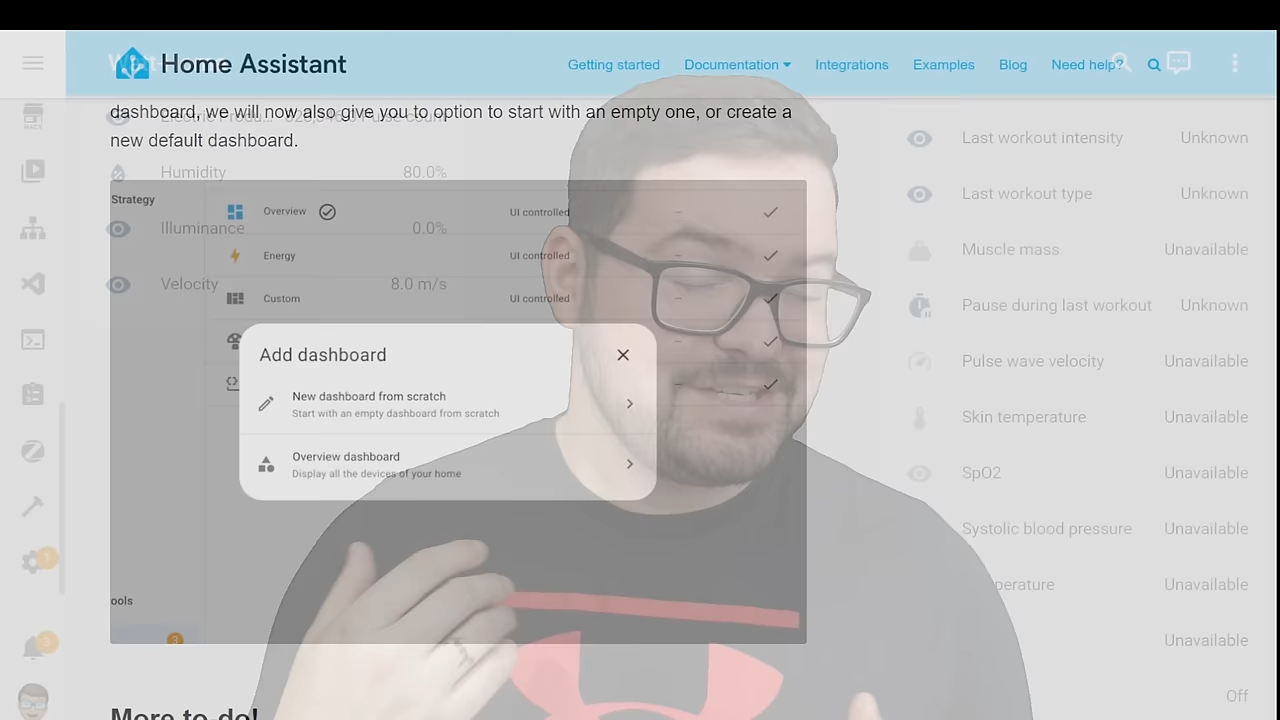 Home Assistant
Getting started Documentation Integrations Examples Blog Need help?
dashboard, we will now also give you to option to start with an empty one, or create a
new default dashboard.
Humidity 80.0%
Illuminance 0.0%
Velocity 8.0 m/s
Strategy
Overview UI controlled
Energy UI controlled
Custom UI controlled
Add dashboard
New dashboard from scratch
Start with an empty dashboard from scratch
Overview dashboard
Display all the devices of your home
ools
3
More to-do!
HACS
1
3
Last workout intensity Unknown
Last workout type Unknown
Muscle mass Unavailable
Pause during last workout Unknown
Pulse wave velocity Unavailable
Skin temperature Unavailable
SpO2 Unavailable
Systolic blood pressure Unavailable
perature Unavailable
Unavailable
Off